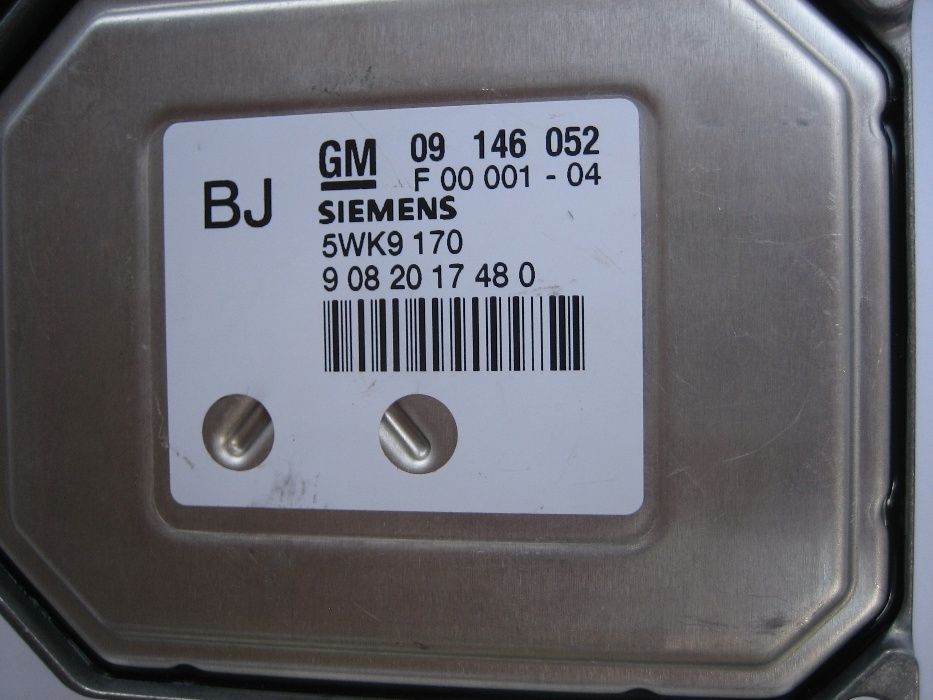 GM 09 146 052
F 00 001 - 04
BJ
SIEMENS
5WK9 170
9 08 20 17 48 0